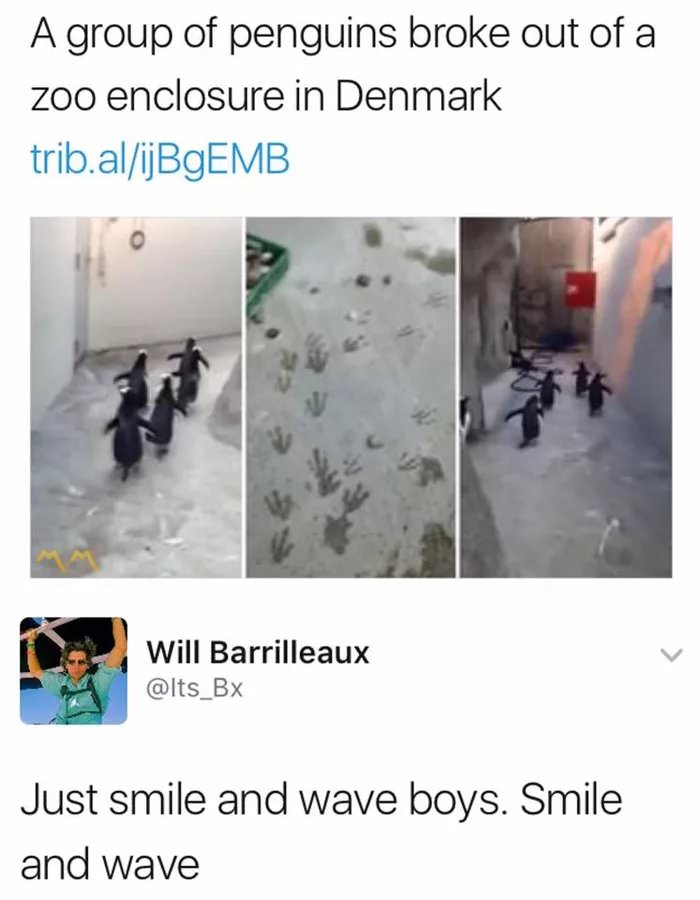 A group of penguins broke out of a
zoo enclosure in Denmark
trib.al/ijBgEMB
MM
Will Barrilleaux
@Its_Bx
Just smile and wave boys. Smile
and wave